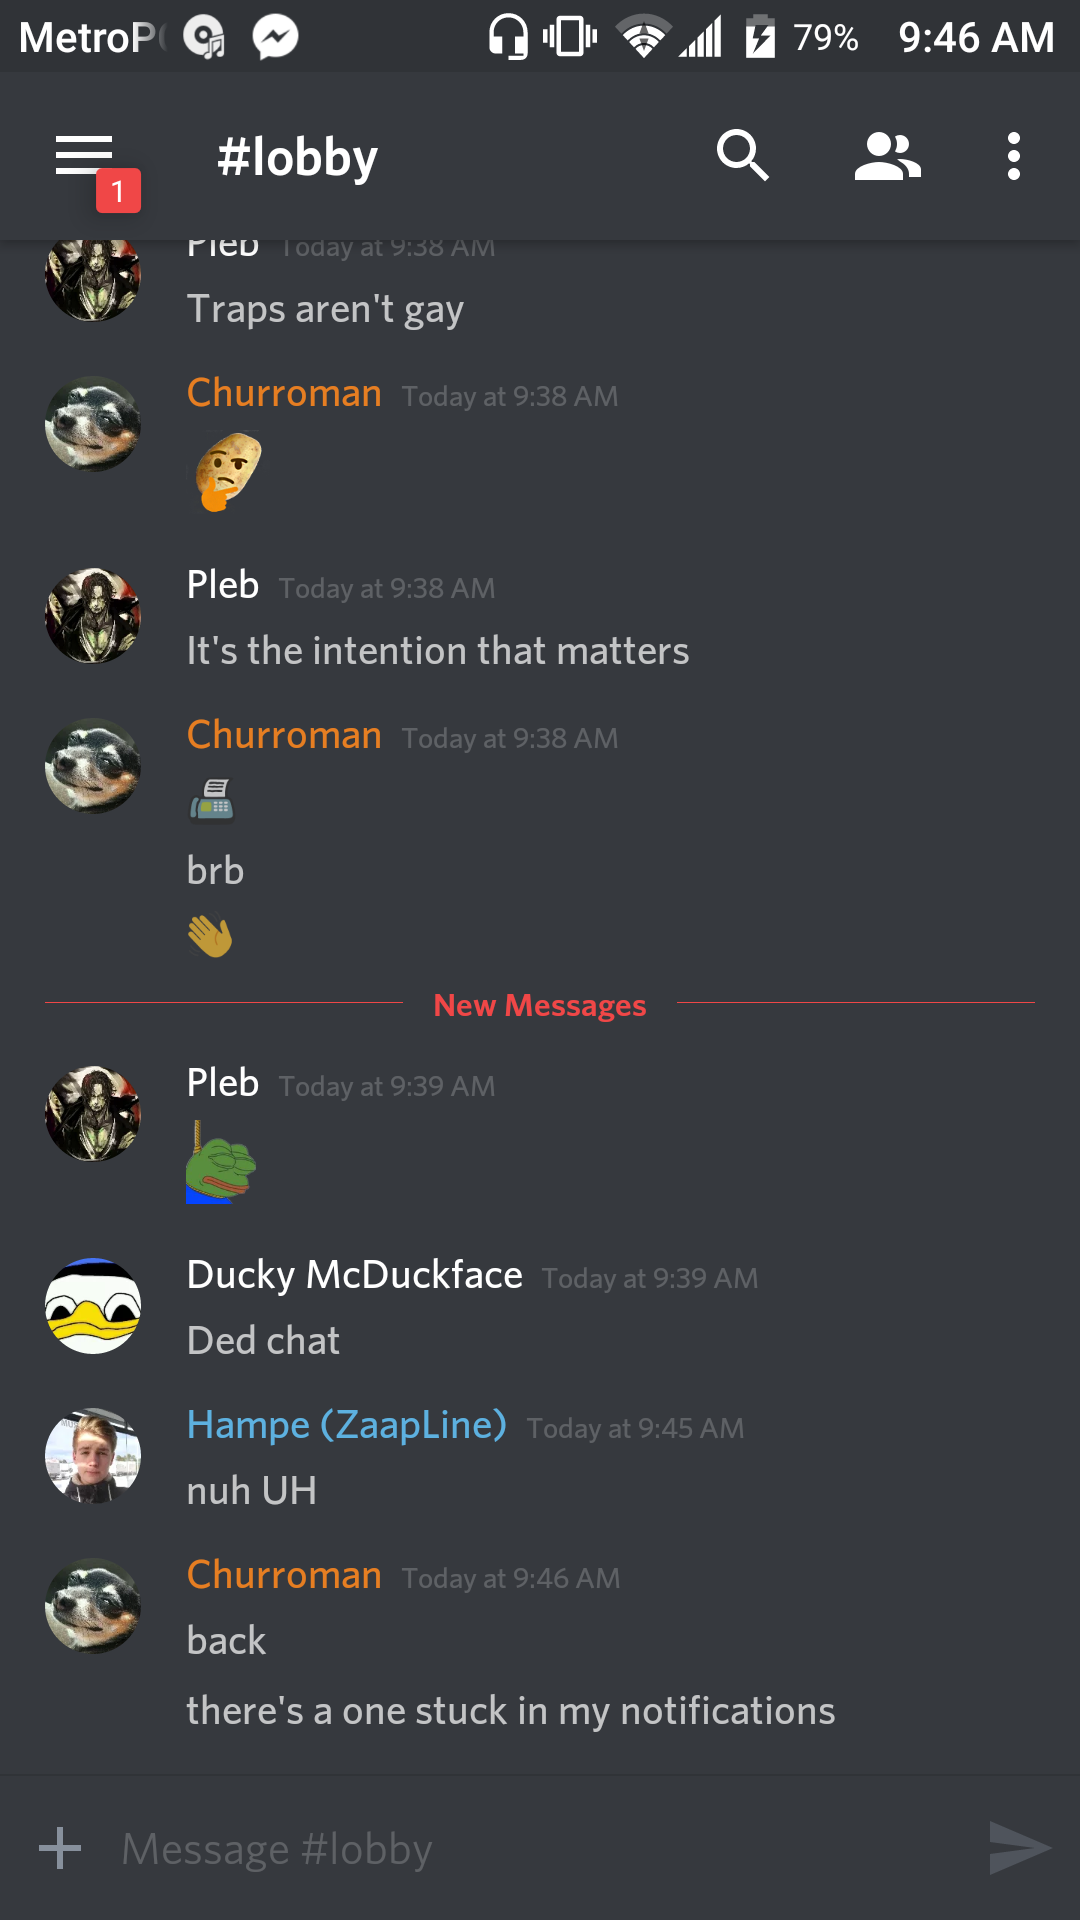 MetroP
79%
9:46 AM
1
#lobby
Pleb Today at 9:38 AM
Traps aren't gay
Churroman Today at 9:38 AM
Pleb Today at 9:38 AM
It's the intention that matters
Churroman Today at 9:38 AM
brb
New Messages
Pleb Today at 9:39 AM
Ducky McDuckface Today at 9:39 AM
Ded chat
Hampe (ZaapLine) Today at 9:45 AM
nuh UH
Churroman Today at 9:46 AM
back
there's a one stuck in my notifications
Message #lobby